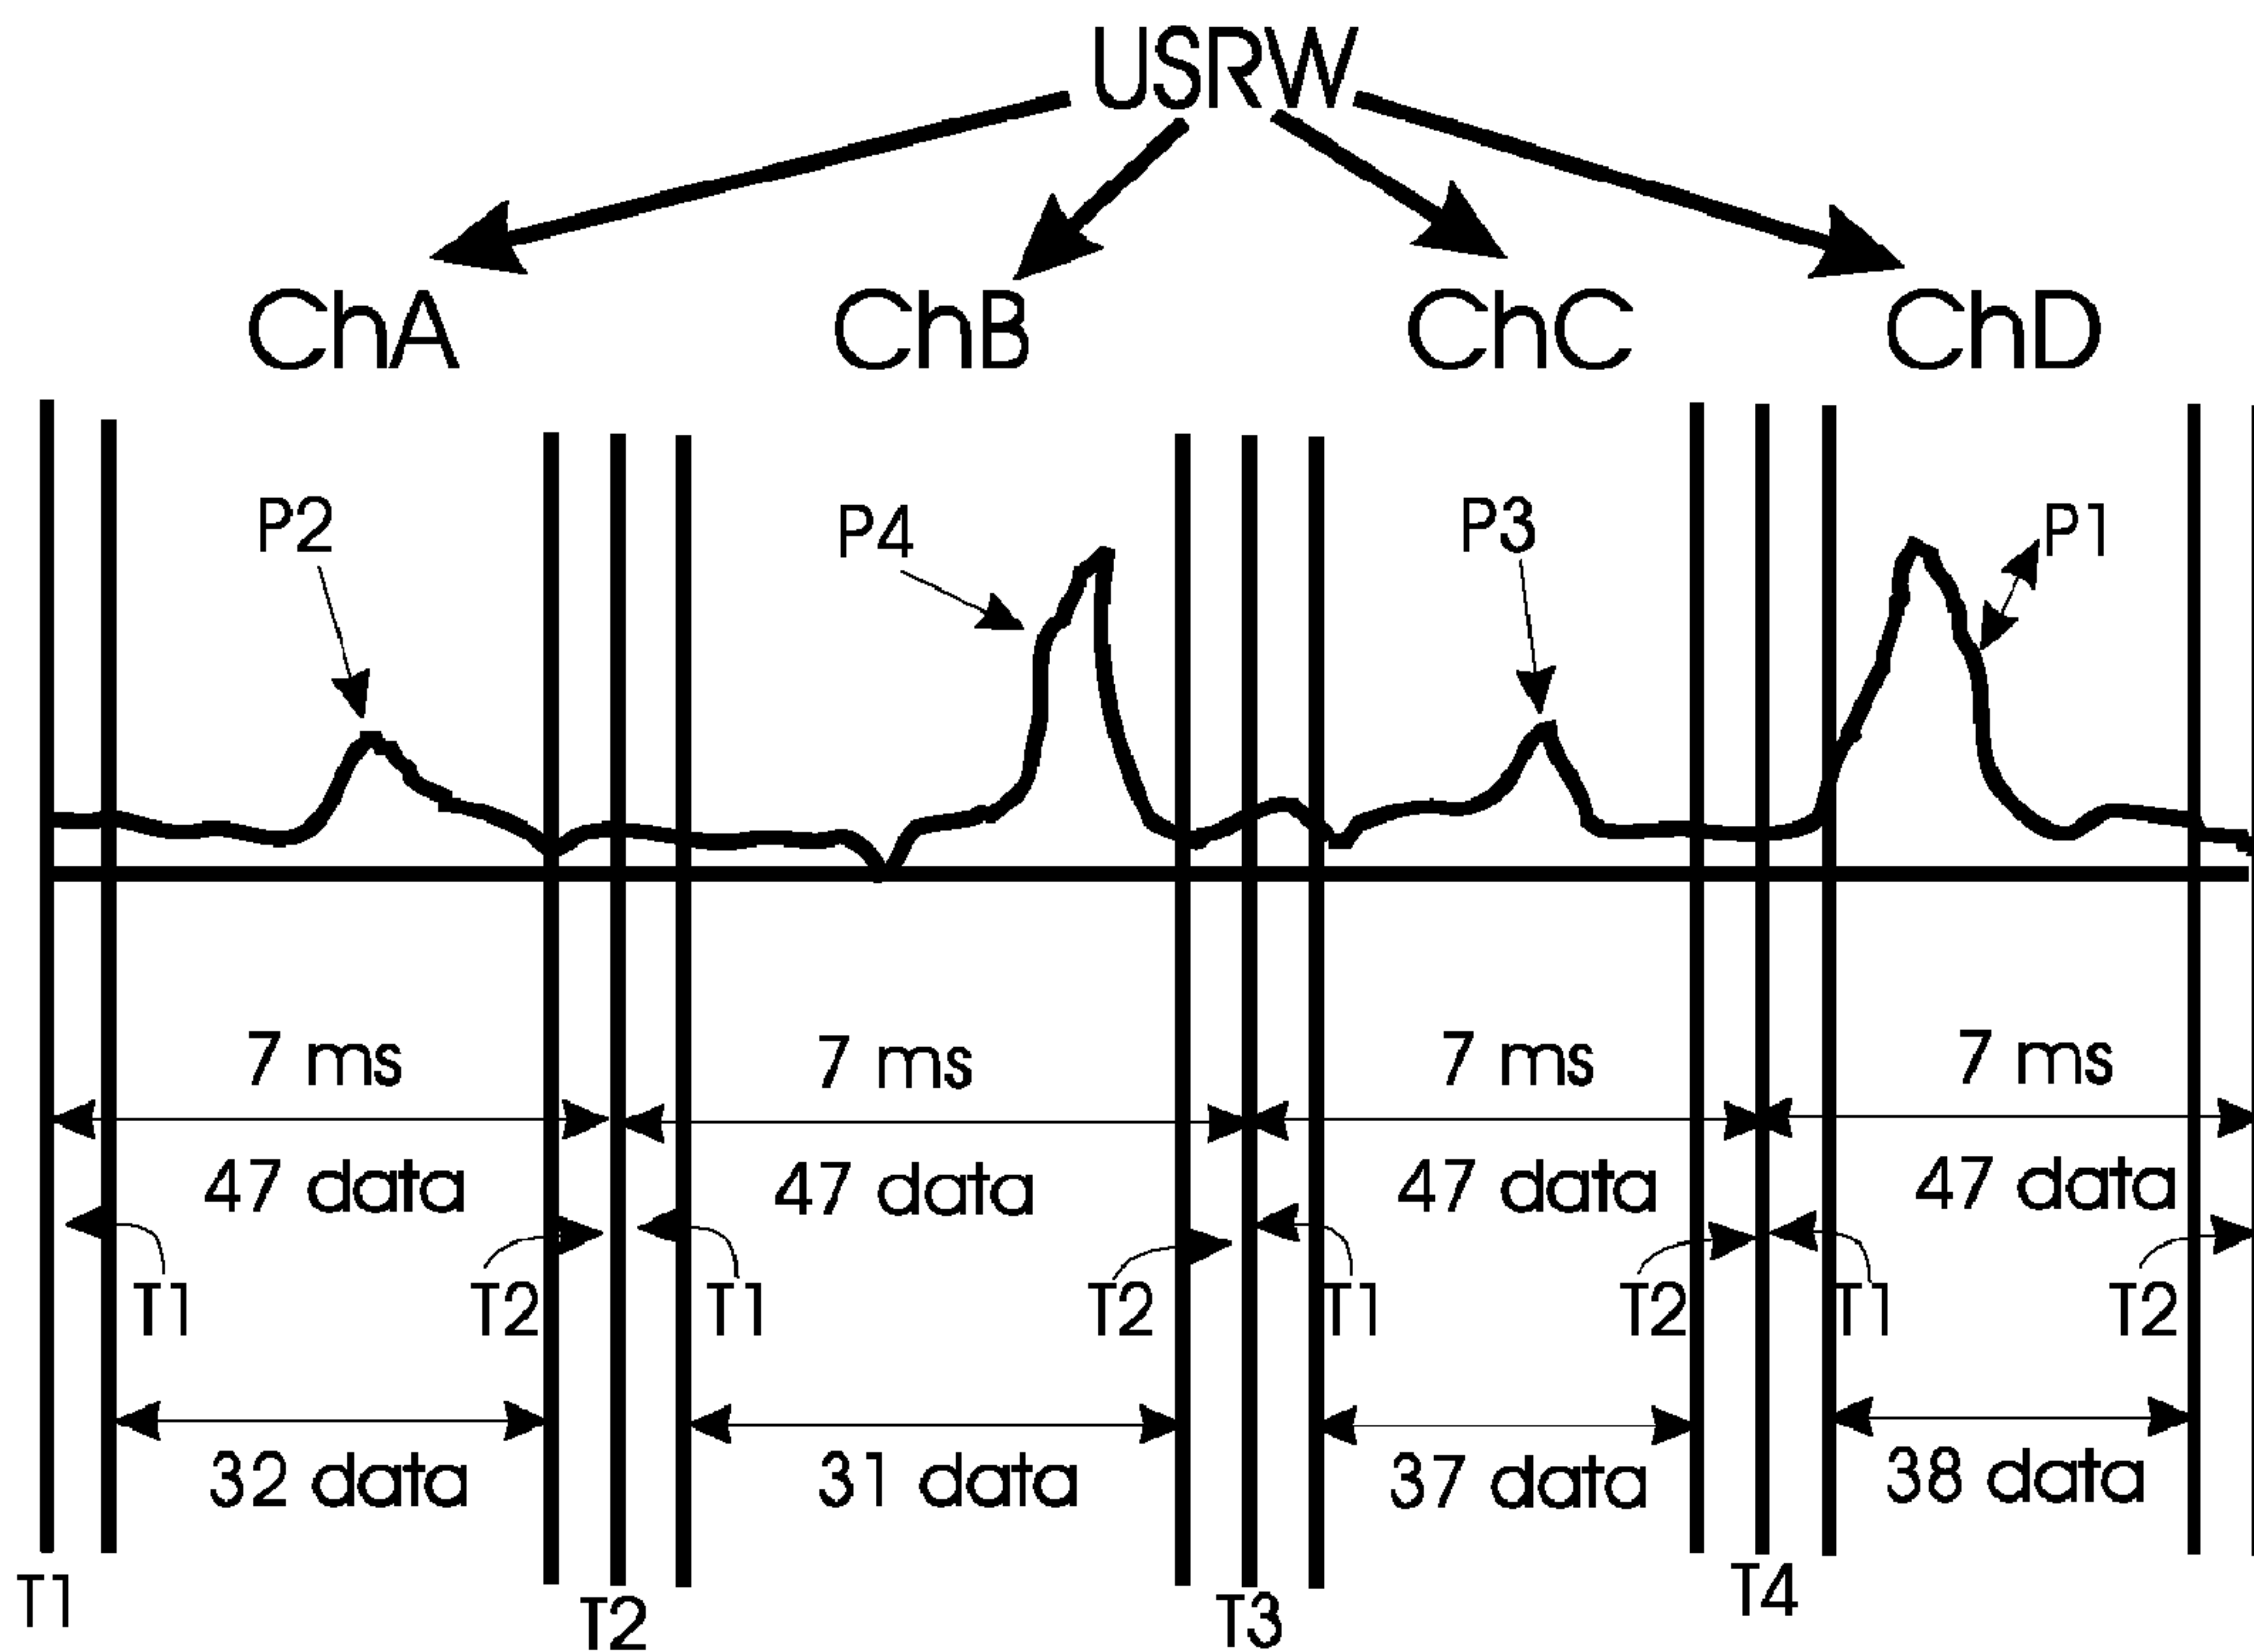 USRW
ChA ChB ChC ChD
P2 P4 P3 P1
7 ms 7 ms 7 ms 7 ms
47 data 47 data 47 data 47 data
T1 T2 T1 T2 T1 T2 T1 T2
32 data 31 data 37 data 38 data
T1 T2 T3 T4